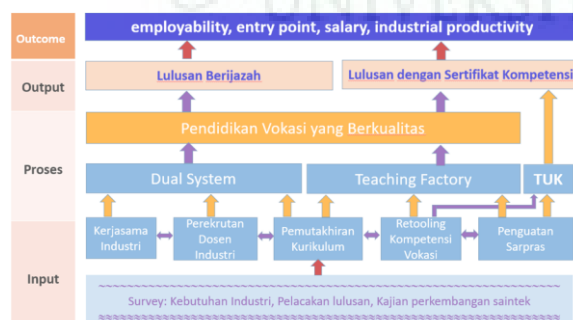 UNIVERSI
Outcome
employability, entry point, salary, industrial productivity
Output
Lulusan Berijazah
Lulusan dengan Sertifikat Kompetensi
Proses
Pendidikan Vokasi yang Berkualitas
Dual System
Teaching Factory
TUK
Input
Kerjasama
Industri
Perekrutan
Dosen
Industri
Pemutakhiran
Kurikulum
Retooling
Kompetensi
Vokasi
Penguatan
Sarpras
Survey: Kebutuhan Industri, Pelacakan lulusan, Kajian perkembangan saintek